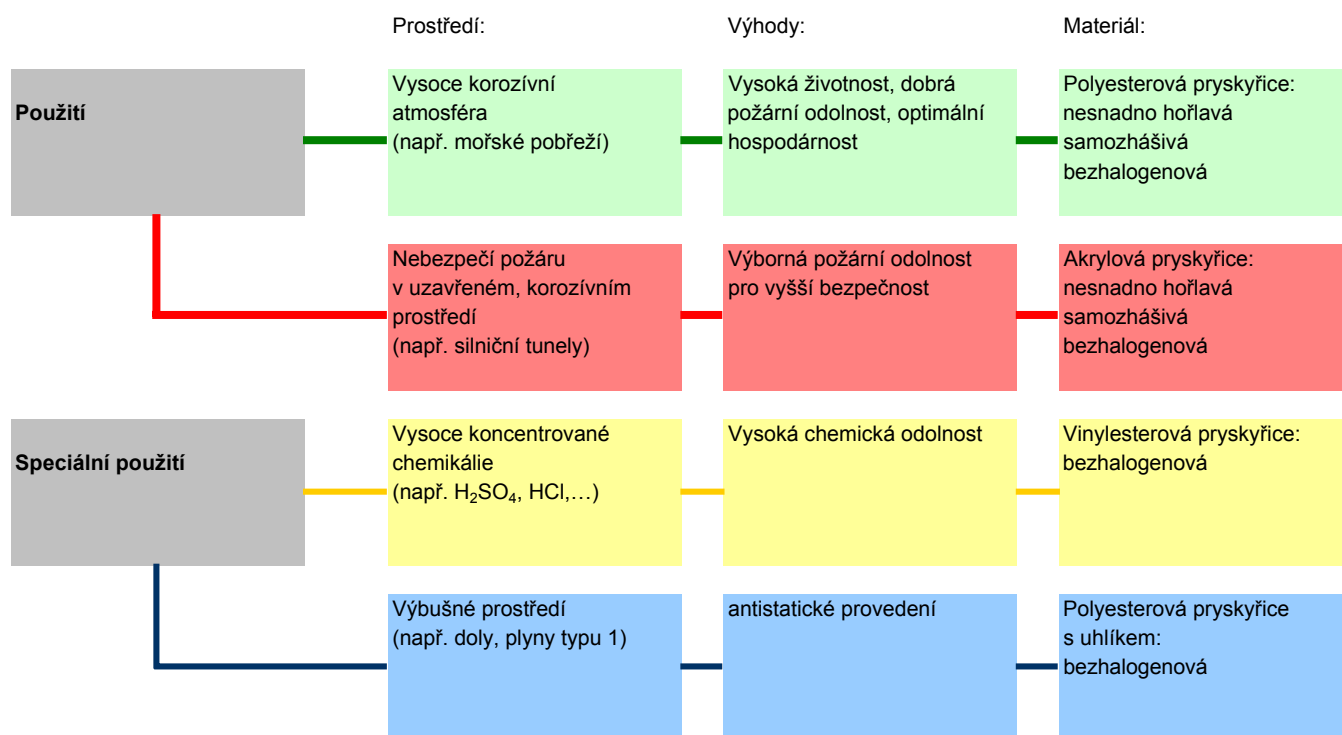 Prostředí:
Výhody:
Materiál:
Použití
Vysoce korozívní
atmosféra
(např. mořské pobřeží)
Vysoká životnost, dobrá
požární odolnost, optimální
hospodárnost
Polyesterová pryskyřice:
nesnadno hořlavá
samozhášivá
bezhalogenová
Nebezpečí požáru
v uzavřeném, korozívním
prostředí
(např. silniční tunely)
Výborná požární odolnost
pro vyšší bezpečnost
Akrylová pryskyřice:
nesnadno hořlavá
samozhášivá
bezhalogenová
Speciální použití
Vysoce koncentrované
chemikálie
(např. H₂SO₄, HCl,…)
Vysoká chemická odolnost
Vinylesterová pryskyřice:
bezhalogenová
Výbušné prostředí
(např. doly, plyny typu 1)
antistatické provedení
Polyesterová pryskyřice
s uhlíkem:
bezhalogenová